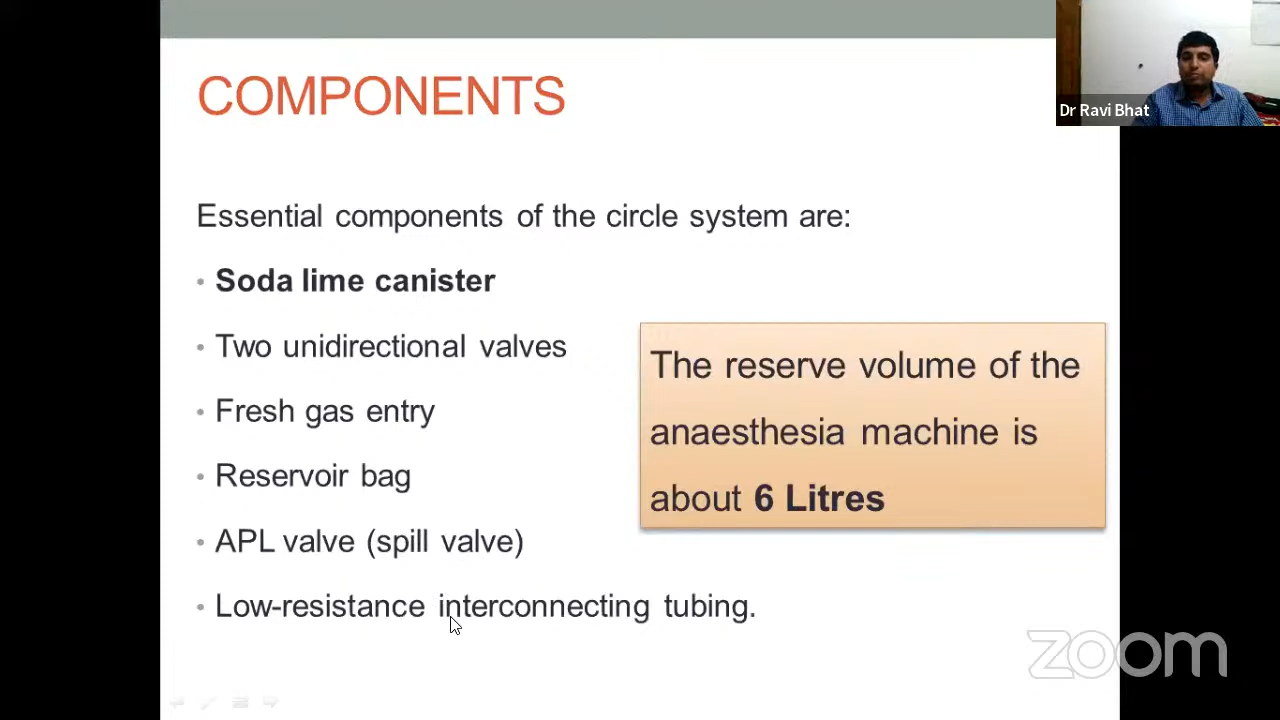 COMPONENTS
Dr Ravi Bhat
Essential components of the circle system are:
• Soda lime canister
• Two unidirectional valves
• Fresh gas entry
• Reservoir bag
• APL valve (spill valve)
• Low-resistance interconnecting tubing.
The reserve volume of the
anaesthesia machine is
about 6 Litres
zoom